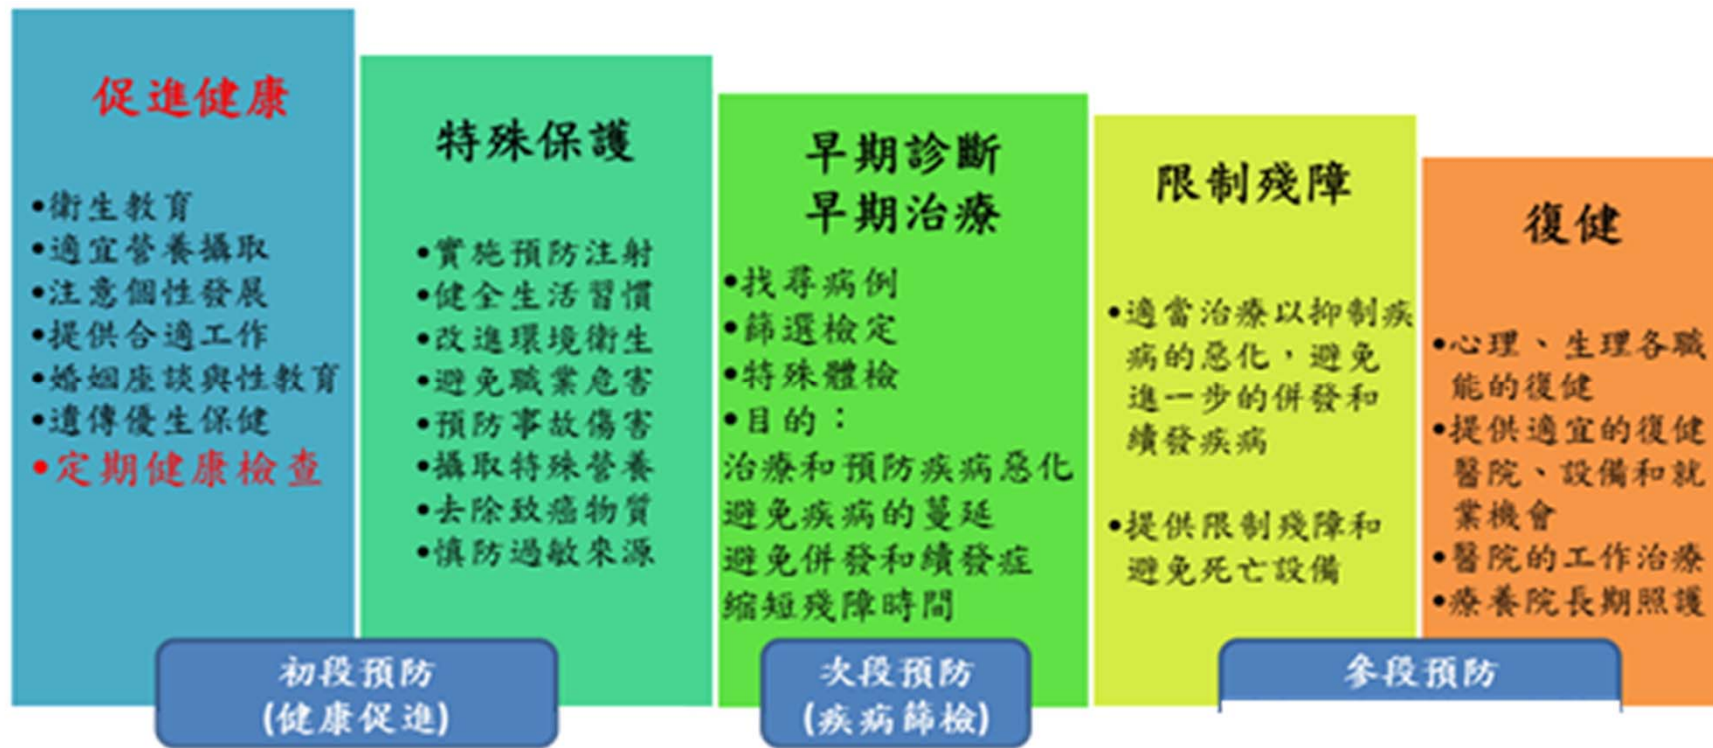 促進健康
•衛生教育
•適宜營養攝取
•注意個性發展
•提供合適工作
•婚姻座談與性教育
•遺傳優生保健
•定期健康檢查
特殊保護
•實施預防注射
•健全生活習慣
•改進環境衛生
•避免職業危害
•預防事故傷害
•攝取特殊營養
•去除致癌物質
•慎防過敏來源
早期診斷
早期治療
•找尋病例
•篩選檢定
•特殊體檢
•目的：
治療和預防疾病惡化
避免疾病的蔓延
避免併發和續發症
縮短殘障時間
限制殘障
•適當治療以抑制疾
病的惡化，避免
進一步的併發和
續發疾病
•提供限制殘障和
避免死亡設備
復健
•心理、生理各職
能的復健
•提供適宜的復健
醫院、設備和就
業機會
•醫院的工作治療
•療養院長期照護
初段預防
(健康促進)
次段預防
(疾病篩檢)
參段預防